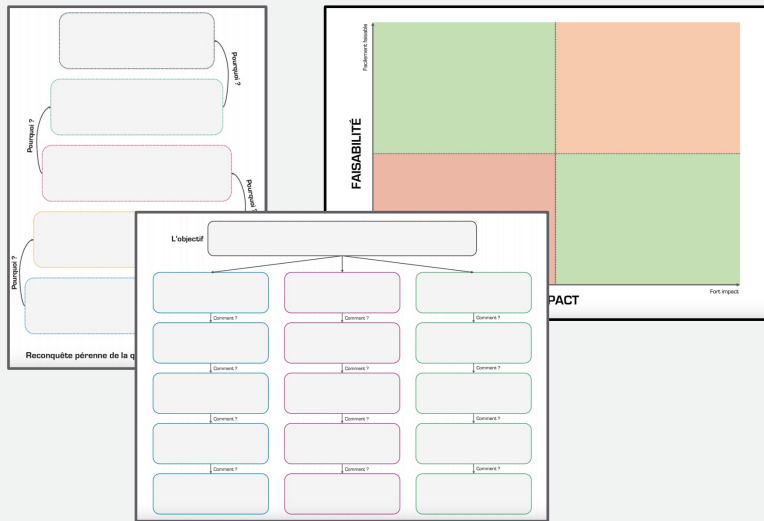 Pourquoi ?
Pourquoi ?
Pourquoi ?
Pourquoi ?
Reconquête pérenne de la q
Facilement faisable
FAISABILITÉ
PACT
Fort impact
L'objectif
Comment ?
Comment ?
Comment ?
Comment ?
Comment ?
Comment ?
Comment ?
Comment ?
Comment ?
Comment ?
Comment ?
Comment ?